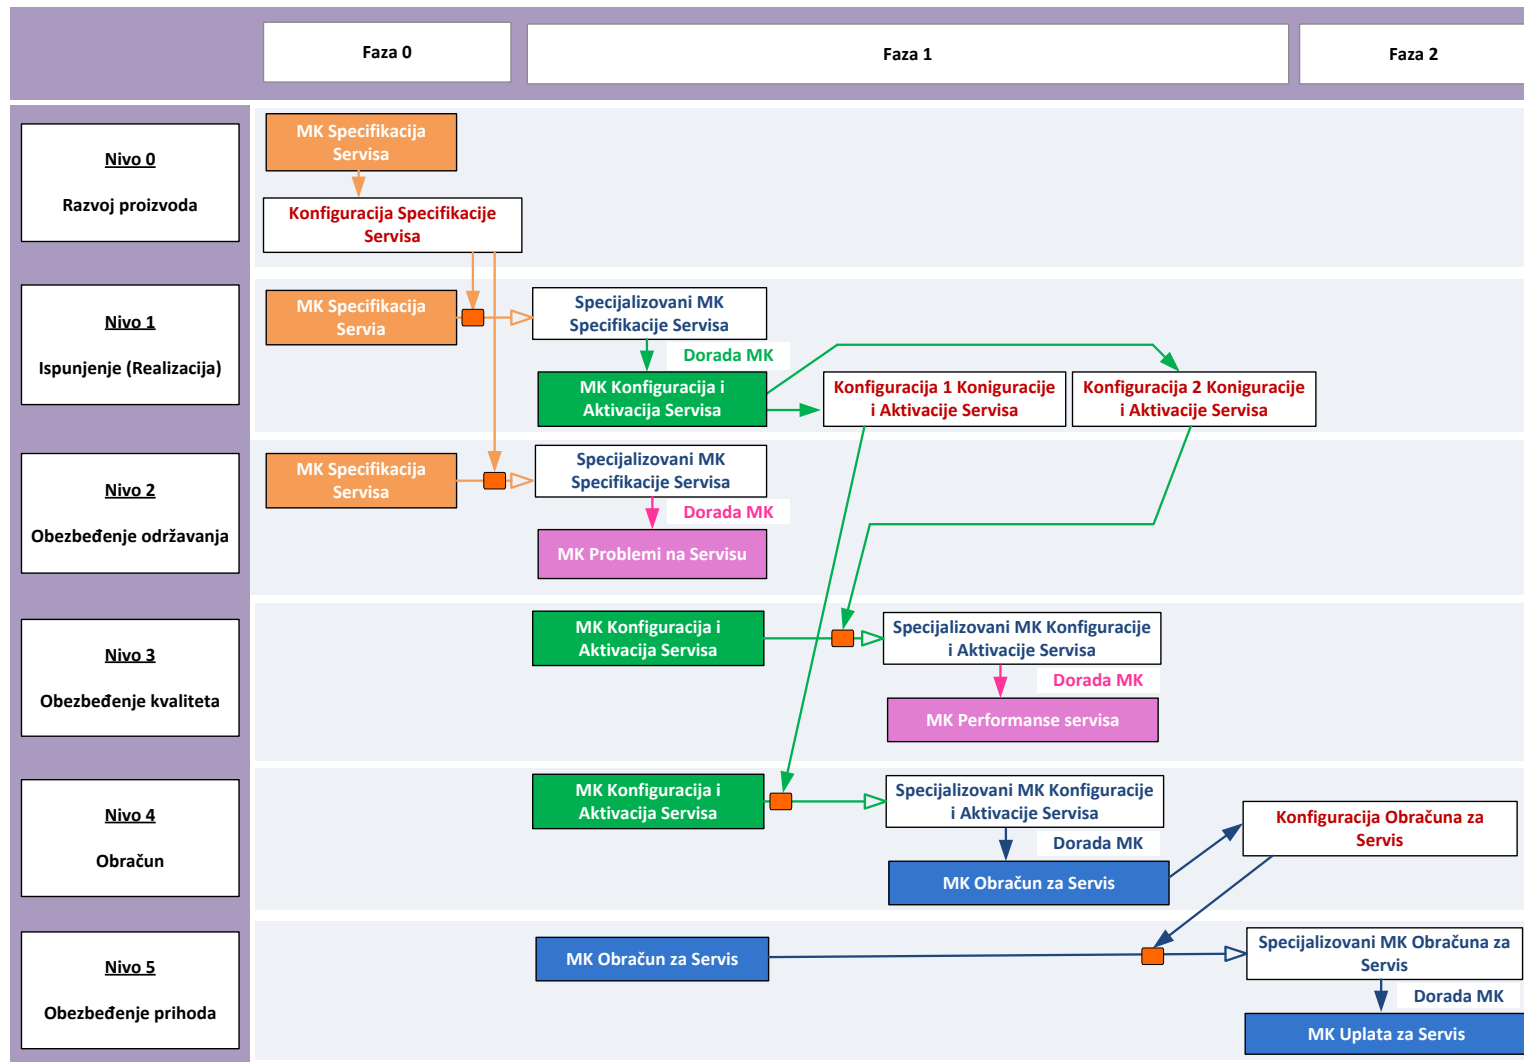 Faza 0
Faza 1
Faza 2
Nivo 0
Razvoj proizvoda
MK Specifikacija
Servisa
Konfiguracija Specifikacije
Servisa
Nivo 1
Ispunjenje (Realizacija)
MK Specifikacija
Servia
Specijalizovani MK
Specifikacije Servisa
Dorada MK
MK Konfiguracija i
Aktivacija Servisa
Konfiguracija 1 Koniguracije
i Aktivacije Servisa
Konfiguracija 2 Koniguracije
i Aktivacije Servisa
Nivo 2
Obezbeđenje održavanja
MK Specifikacija
Servisa
Specijalizovani MK
Specifikacije Servisa
Dorada MK
MK Problemi na Servisu
Nivo 3
Obezbeđenje kvaliteta
MK Konfiguracija i
Aktivacija Servisa
Specijalizovani MK Konfiguracije
i Aktivacije Servisa
Dorada MK
MK Performanse servisa
Nivo 4
Obračun
MK Konfiguracija i
Aktivacija Servisa
Specijalizovani MK Konfiguracije
i Aktivacije Servisa
Dorada MK
MK Obračun za Servis
Konfiguracija Obračuna za
Servis
Nivo 5
Obezbeđenje prihoda
MK Obračun za Servis
Specijalizovani MK Obračuna za
Servis
Dorada MK
MK Uplata za Servis